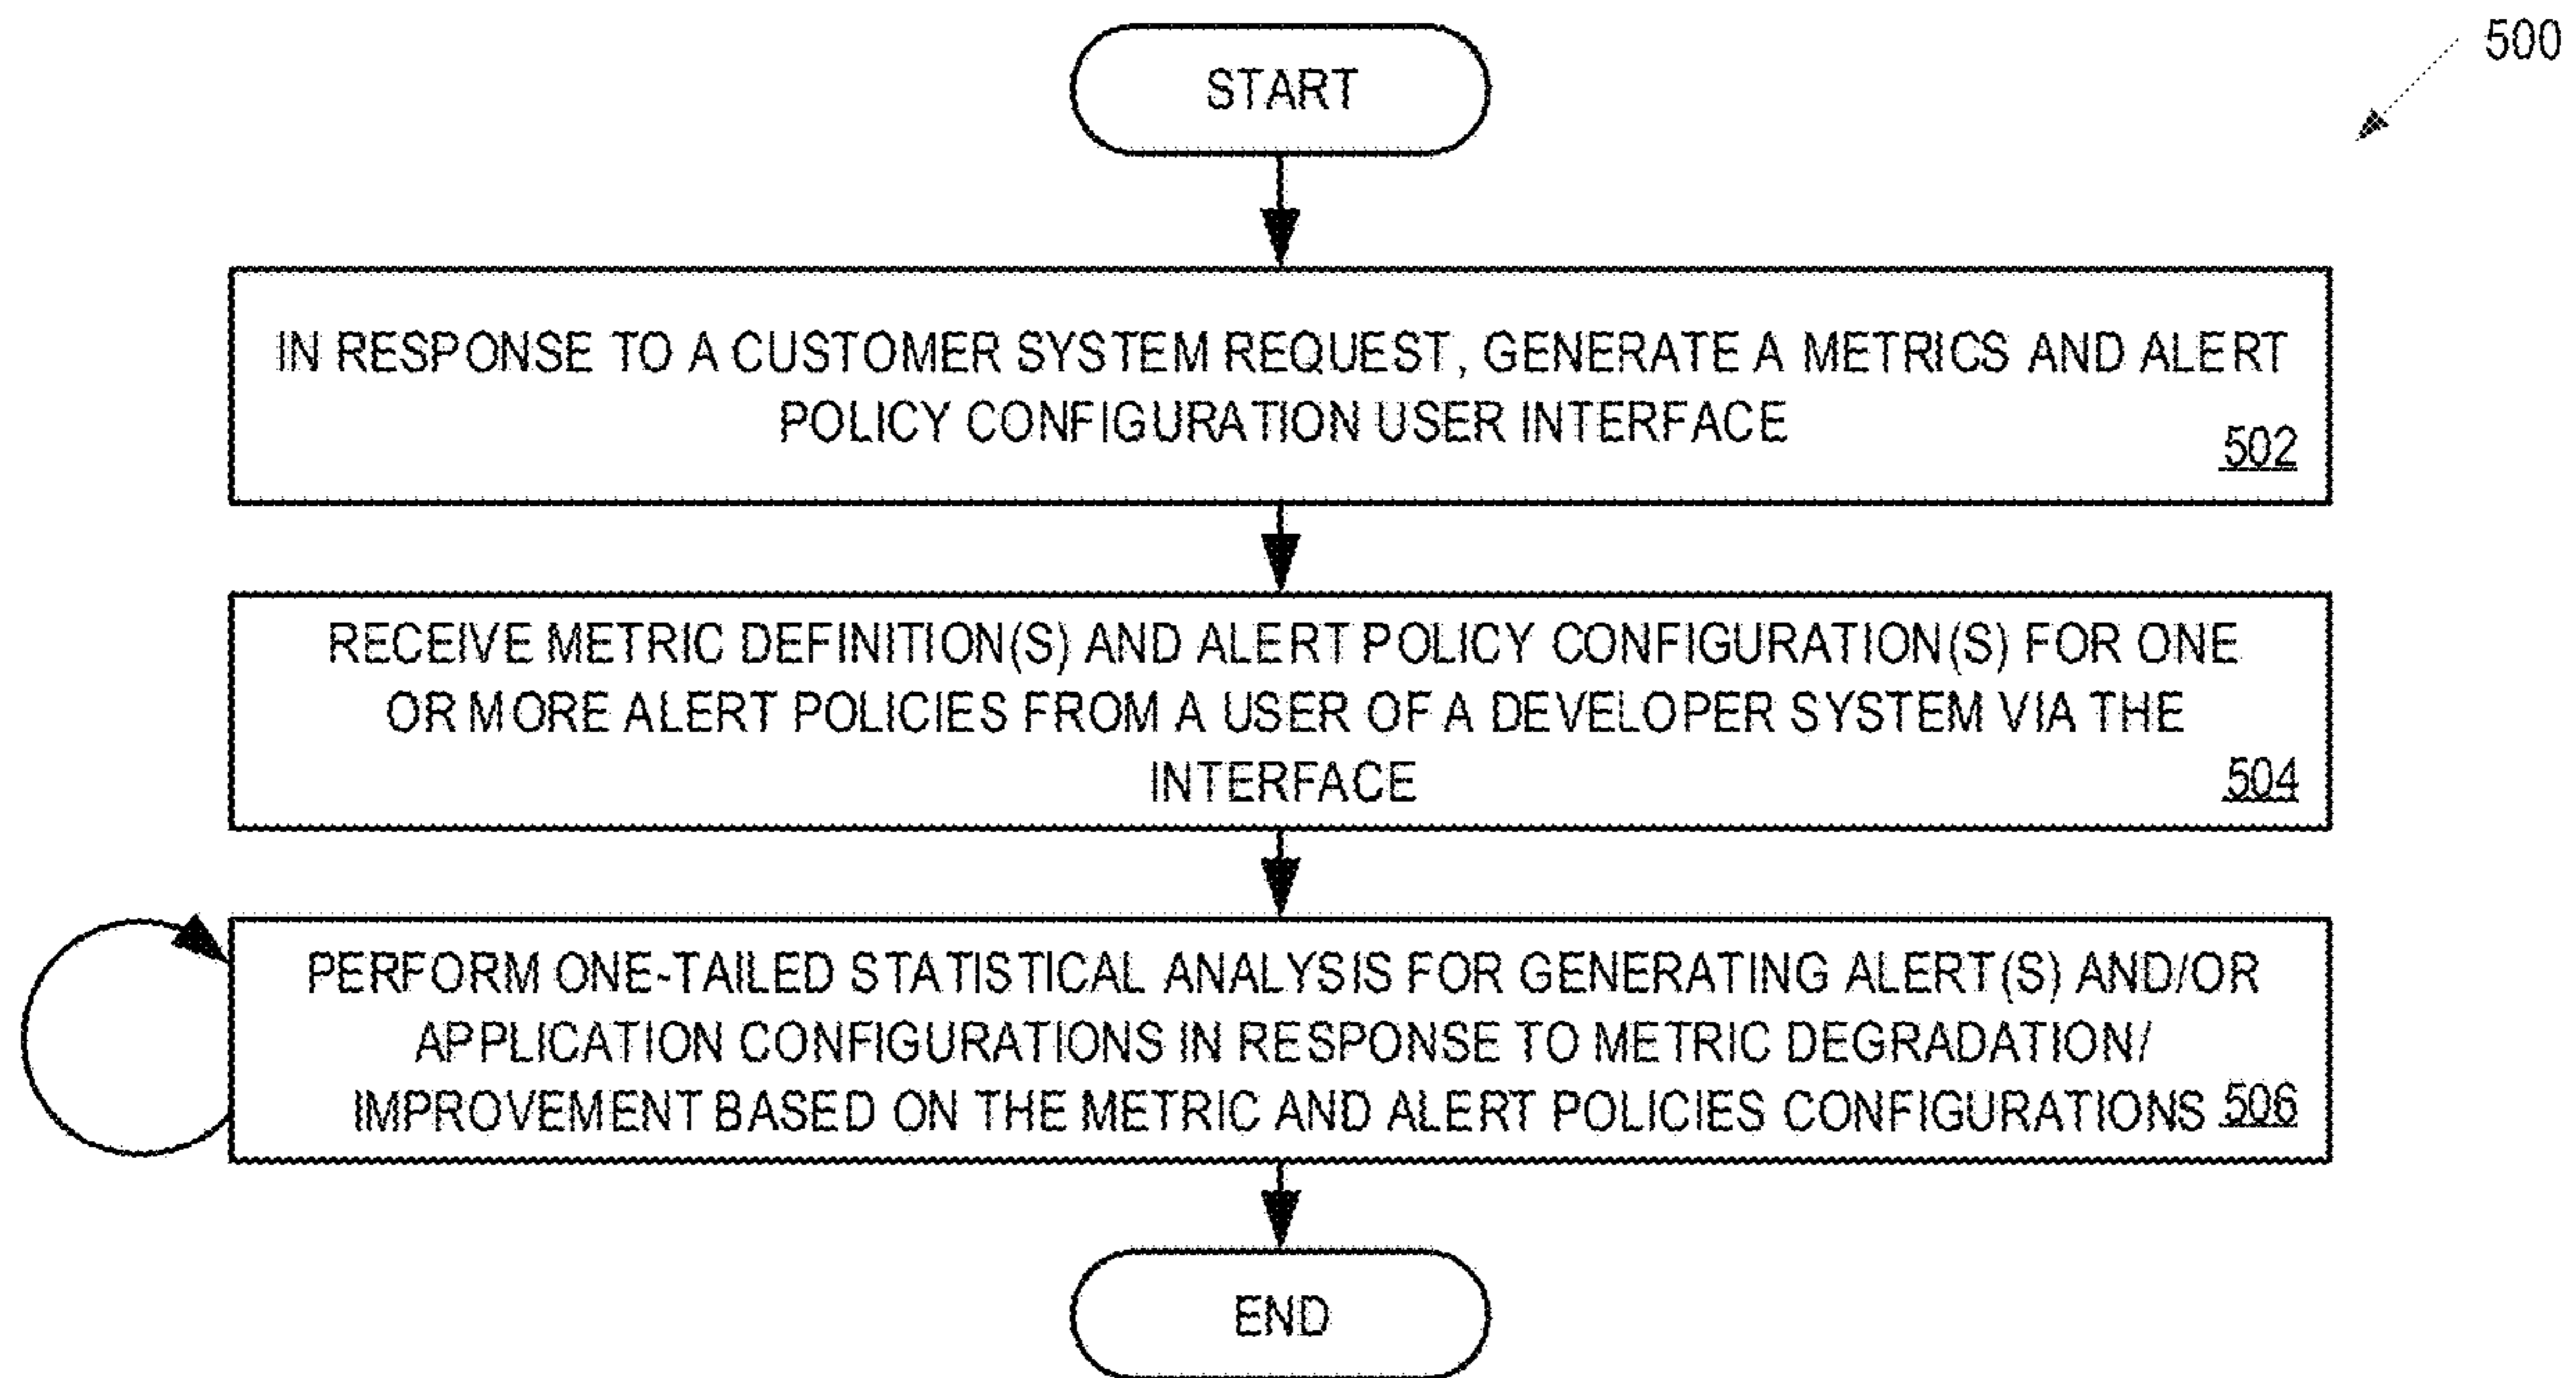 500
START
IN RESPONSE TO A CUSTOMER SYSTEM REQUEST, GENERATE A METRICS AND ALERT
POLICY CONFIGURATION USER INTERFACE
502
RECEIVE METRIC DEFINITION(S) AND ALERT POLICY CONFIGURATION(S) FOR ONE
OR MORE ALERT POLICIES FROM A USER OF A DEVELOPER SYSTEM VIA THE
INTERFACE
504
PERFORM ONE-TAILED STATISTICAL ANALYSIS FOR GENERATING ALERT(S) AND/OR
APPLICATION CONFIGURATIONS IN RESPONSE TO METRIC DEGRADATION/
IMPROVEMENT BASED ON THE METRIC AND ALERT POLICIES CONFIGURATIONS 506
END